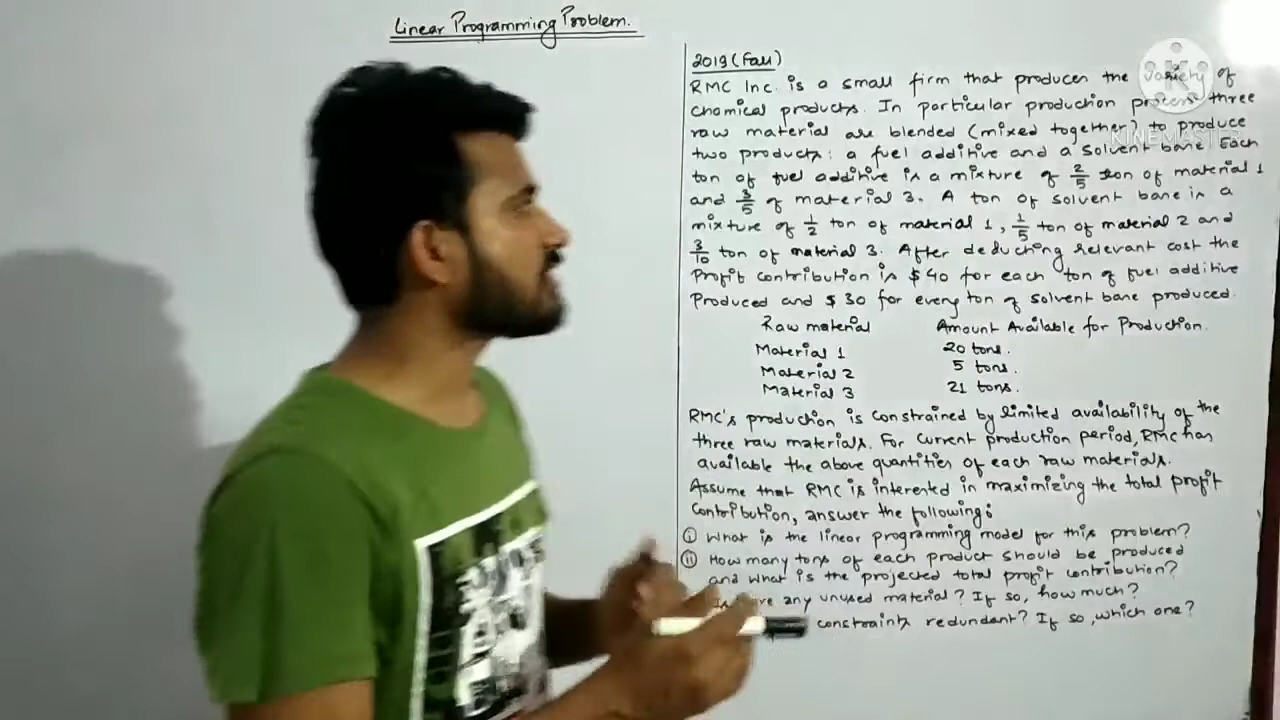 Linear Programming Problem.
2019 (Fall)
RMC Inc. is a small firm that produces the variety of
chemical products. In particular production process three
raw material are blended (mixed together) to produce
two products: a fuel additive and a solvent base. Each
ton of fuel additive is a mixture of 2/5 ton of material 1
and 3/5 of material 3. A ton of solvent base is a
mixture of 1/2 ton of material 1, 1/5 ton of material 2 and
3/10 ton of material 3. After deducting relevant cost the
Profit contribution is $40 for each ton of fuel additive
Produced and $30 for every ton of solvent base produced.
Raw material Amount Available for Production.
Material 1 20 tons.
Material 2 5 tons.
Material 3 21 tons.
RMC's production is constrained by limited availability of the
three raw materials. For current production period, RMC has
available the above quantities of each raw materials.
Assume that RMC is interested in maximizing the total profit
contribution, answer the following:
(i) What is the linear programming model for this problem?
(ii) How many tons of each product should be produced
and what is the projected total profit contribution?
any unused material? If so, how much?
constraints redundant? If so, which one?
KINEMASTER